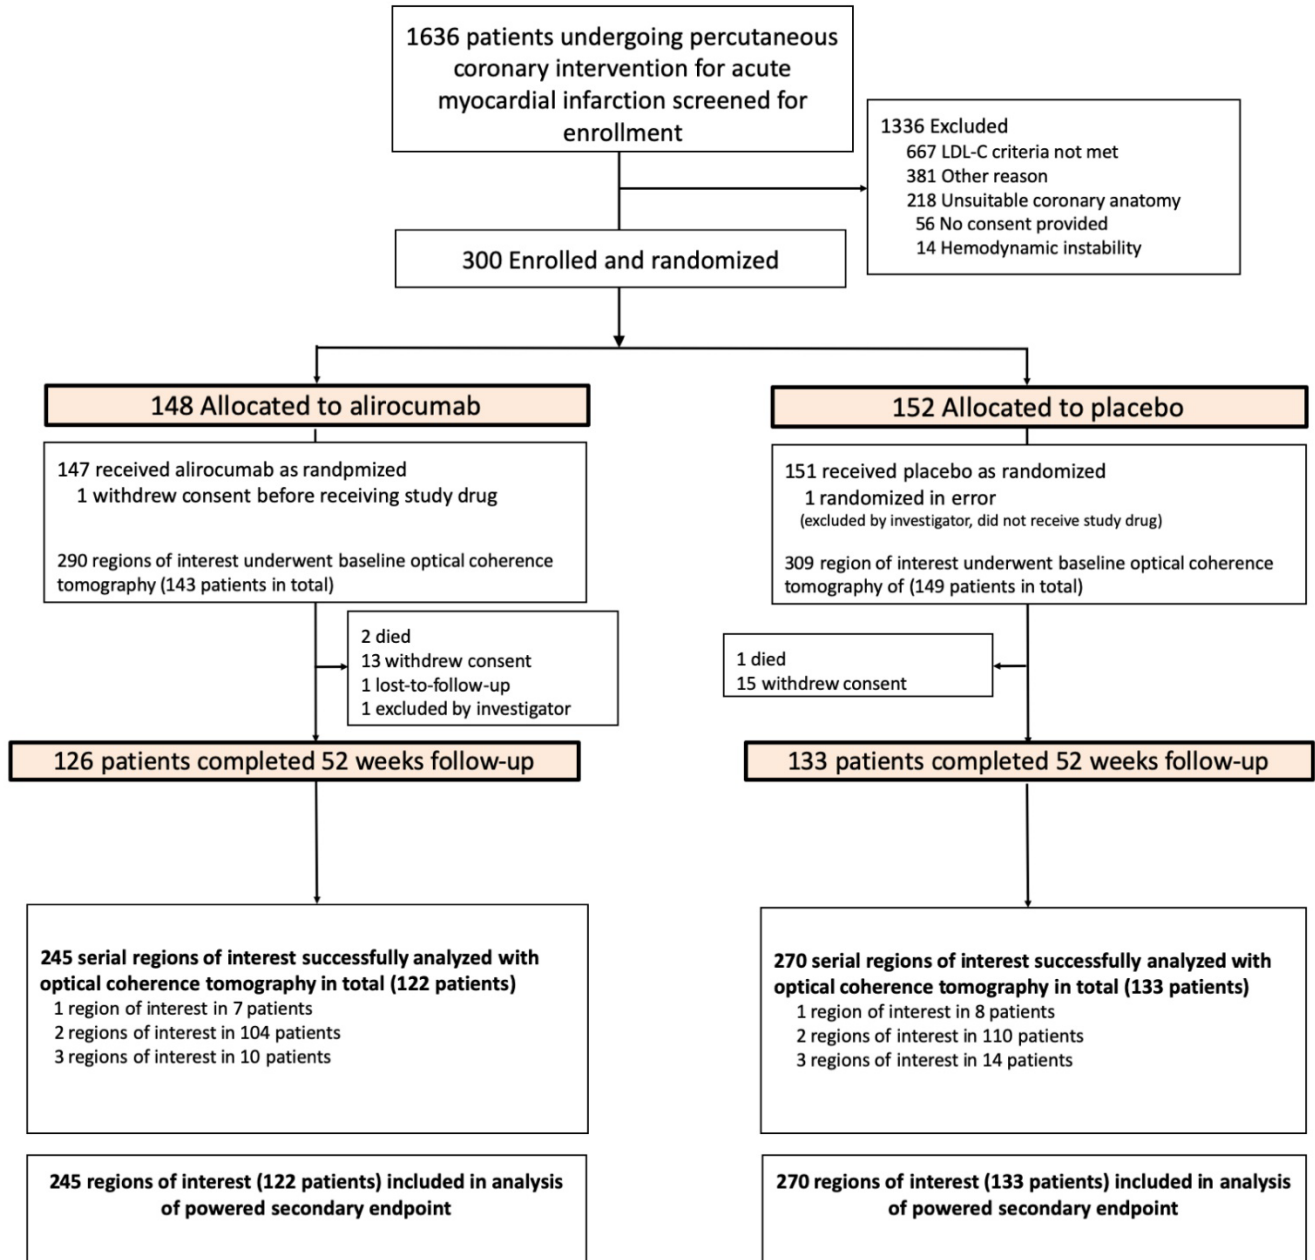 1636 patients undergoing percutaneous
coronary intervention for acute
myocardial infarction screened for
enrollment
1336 Excluded
667 LDL-C criteria not met
381 Other reason
218 Unsuitable coronary anatomy
56 No consent provided
14 Hemodynamic instability
300 Enrolled and randomized
148 Allocated to alirocumab
147 received alirocumab as randpmized
1 withdrew consent before receiving study drug
290 regions of interest underwent baseline optical coherence
tomography (143 patients in total)
2 died
13 withdrew consent
1 lost-to-follow-up
1 excluded by investigator
126 patients completed 52 weeks follow-up
245 serial regions of interest successfully analyzed with
optical coherence tomography in total (122 patients)
1 region of interest in 7 patients
2 regions of interest in 104 patients
3 regions of interest in 10 patients
245 regions of interest (122 patients) included in analysis
of powered secondary endpoint
152 Allocated to placebo
151 received placebo as randomized
1 randomized in error
(excluded by investigator, did not receive study drug)
309 region of interest underwent baseline optical coherence
tomography of (149 patients in total)
1 died
15 withdrew consent
133 patients completed 52 weeks follow-up
270 serial regions of interest successfully analyzed with
optical coherence tomography in total (133 patients)
1 region of interest in 8 patients
2 regions of interest in 110 patients
3 regions of interest in 14 patients
270 regions of interest (133 patients) included in analysis
of powered secondary endpoint